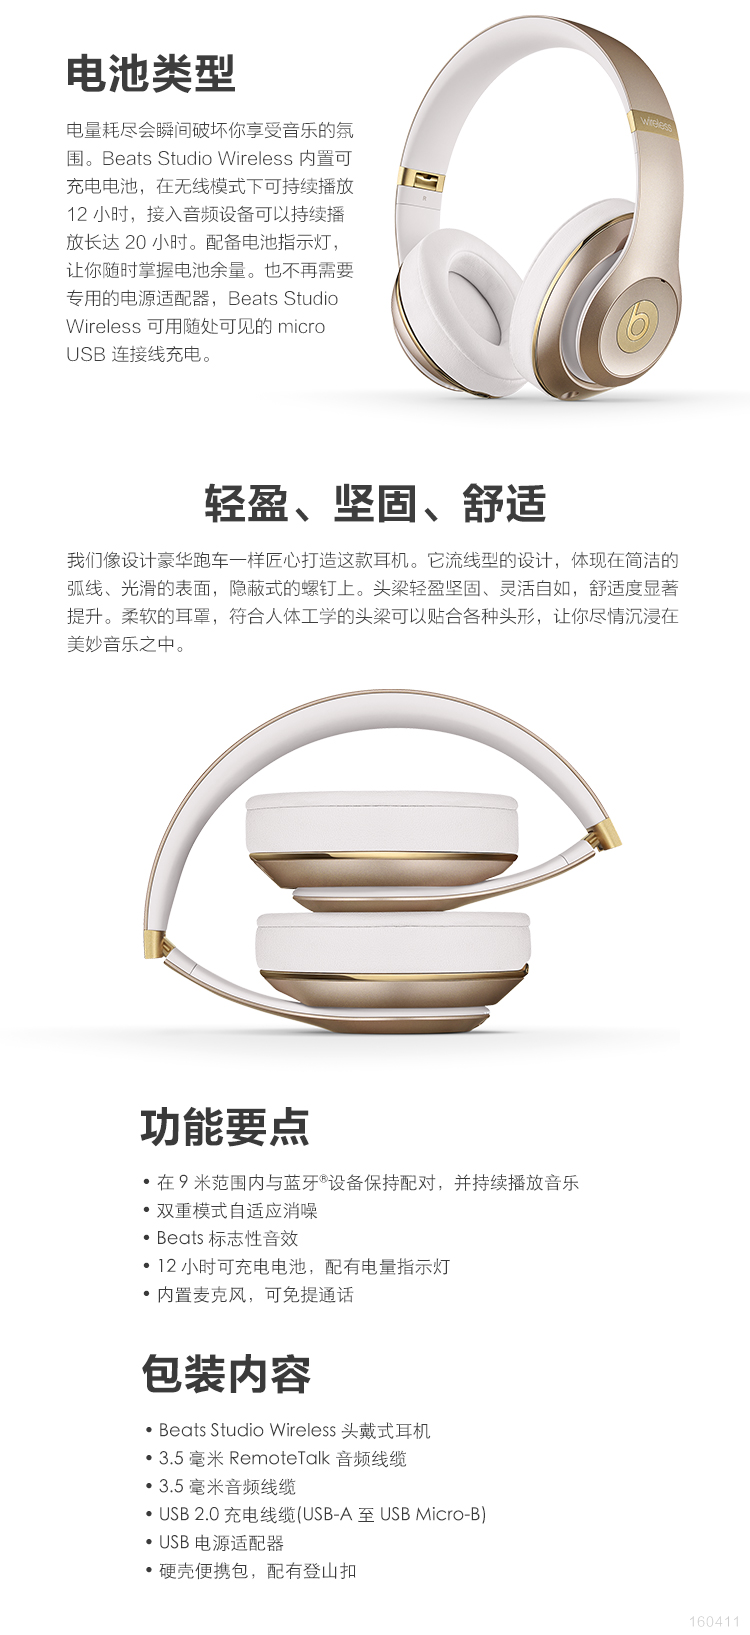 电池类型
电量耗尽会瞬间破坏你享受音乐的氛
围。Beats Studio Wireless 内置可
充电电池，在无线模式下可持续播放
12 小时，接入音频设备可以持续播
放长达 20 小时。配备电池指示灯，
让你随时掌握电池余量。也不再需要
专用的电源适配器，Beats Studio
Wireless 可用随处可见的 micro
USB 连接线充电。
wireless
轻盈、坚固、舒适
我们像设计豪华跑车一样匠心打造这款耳机。它流线型的设计，体现在简洁的
弧线、光滑的表面，隐蔽式的螺钉上。头梁轻盈坚固、灵活自如，舒适度显著
提升。柔软的耳罩，符合人体工学的头梁可以贴合各种头形，让你尽情沉浸在
美妙音乐之中。
功能要点
• 在 9 米范围内与蓝牙®设备保持配对，并持续播放音乐
• 双重模式自适应消噪
• Beats 标志性音效
• 12 小时可充电电池，配有电量指示灯
• 内置麦克风，可免提通话
包装内容
• Beats Studio Wireless 头戴式耳机
• 3.5 毫米 RemoteTalk 音频线缆
• 3.5 毫米音频线缆
• USB 2.0 充电线缆(USB-A 至 USB Micro-B)
• USB 电源适配器
• 硬壳便携包，配有登山扣
160411